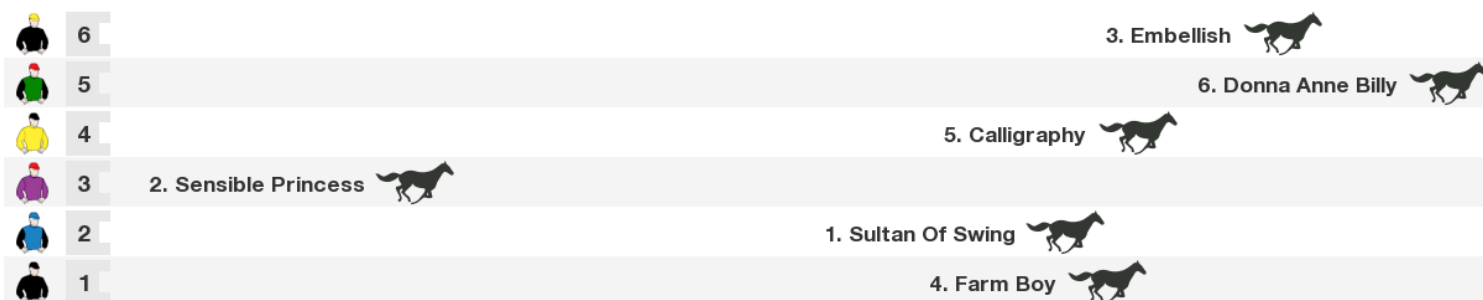 6 3. Embellish
5 6. Donna Anne Billy
4 5. Calligraphy
3 2. Sensible Princess
2 1. Sultan Of Swing
1 4. Farm Boy